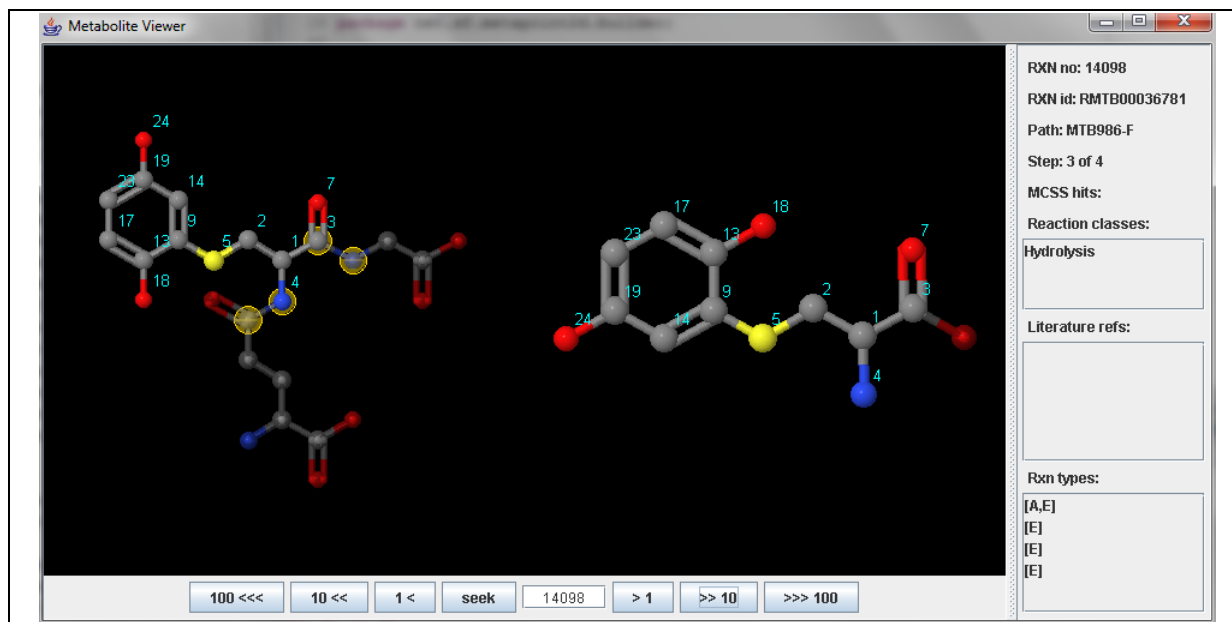 Metabolite Viewer
24
19
23
14
17
9
13
5
18
2
7
3
1
4
17
18
23
13
19
9
24
14
5
2
7
3
1
4
RXN no: 14098
RXN id: RMTB00036781
Path: MTB986-F
Step: 3 of 4
MCSS hits:
Reaction classes:
Hydrolysis
Literature refs:
Rxn types:
[A,E]
[E]
[E]
[E]
100 <<< 10 << 1 < seek 14098 > 1 >> 10 >>> 100